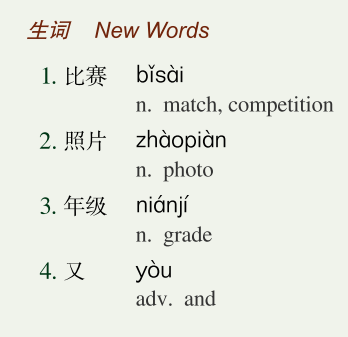 生词 New Words
1. 比赛 bǐsài
n. match, competition
2. 照片 zhàopiàn
n. photo
3. 年级 niánjí
n. grade
4. 又 yòu
adv. and